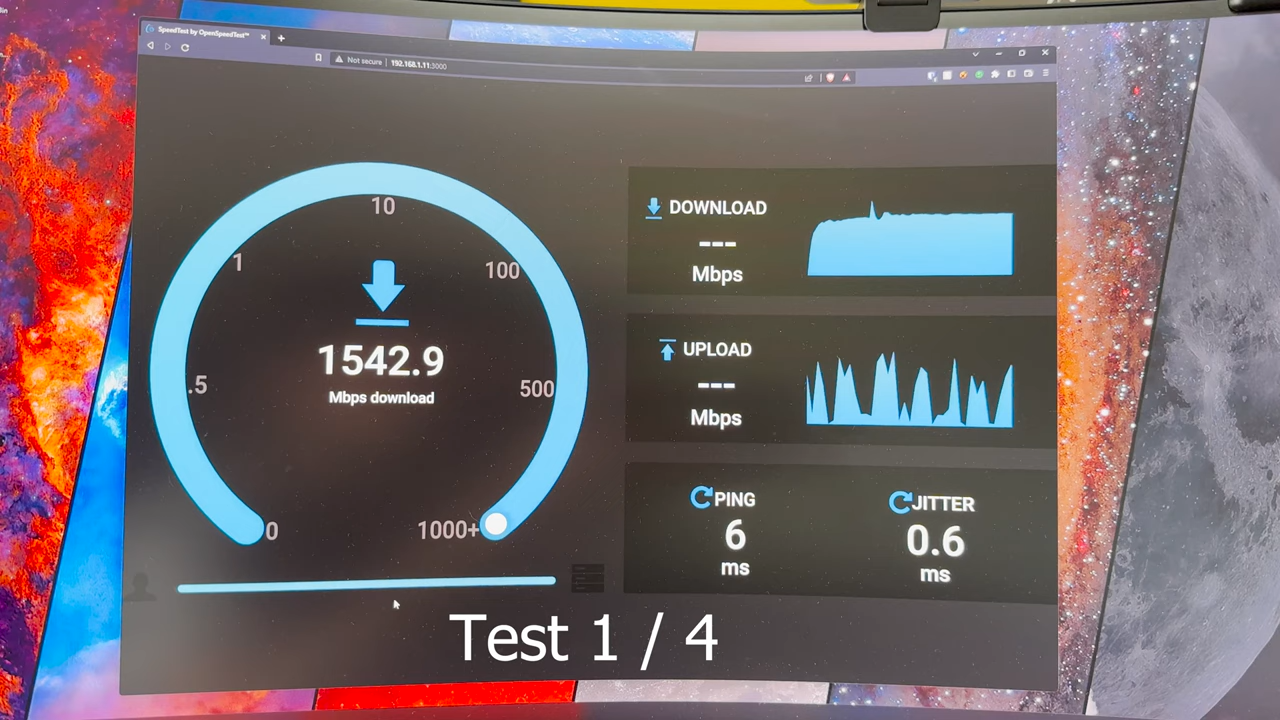 SpeedTest by OpenSpeedTest™
Not secure | 192.168.1.11:3000
10
1
100
.5
500
0
1000+
1542.9
Mbps download
DOWNLOAD
---
Mbps
UPLOAD
---
Mbps
PING
6
ms
JITTER
0.6
ms
Test 1 / 4